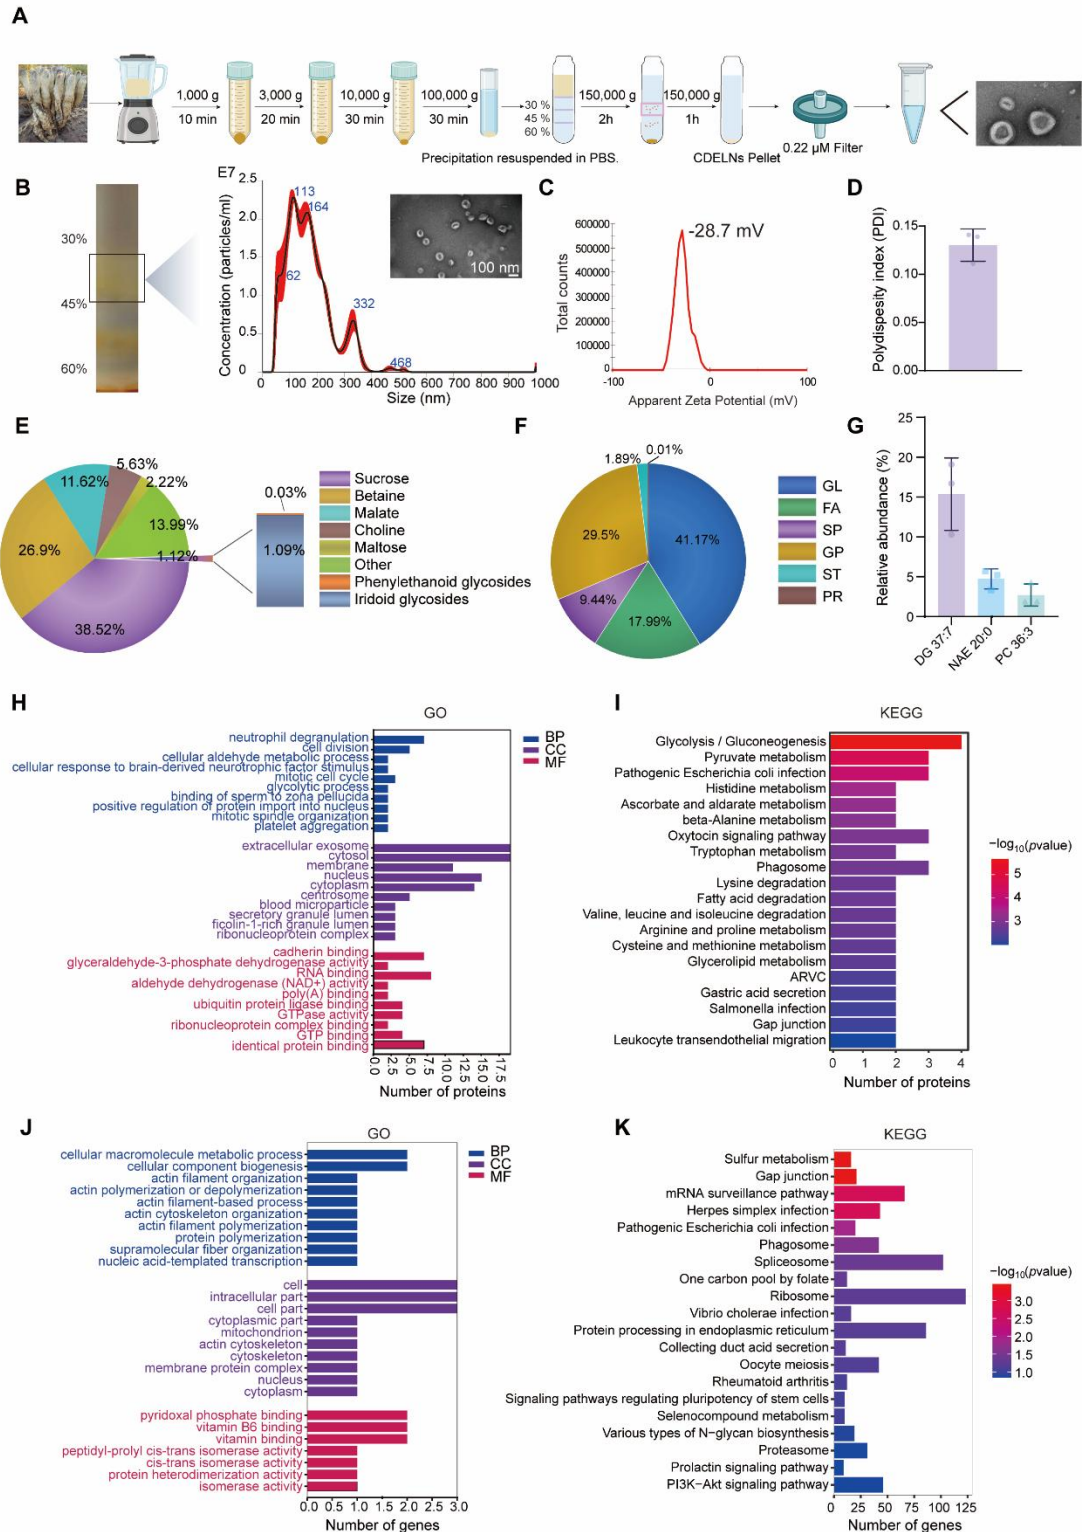 A
1,000 g
10 min
3,000 g
20 min
10,000 g
30 min
100,000 g
30 min
30 %
45 %
60 %
150,000 g
2h
150,000 g
1h
Precipitation resuspended in PBS.
CDELNs Pellet
0.22 μM Filter
B
30%
45%
60%
E7
Concentration (particles/ml)
2.5
2.0
1.5
1.0
0.5
0
113
164
62
332
468
100 nm
0 100 200 300 400 500 600 700 800 900 1000
Size (nm)
C
Total counts
600000
500000
400000
300000
200000
100000
0
-28.7 mV
-100 0 100
Apparent Zeta Potential (mV)
D
Polydispesity index (PDI)
0.15
0.10
0.05
0.00
E
5.63%
11.62%
2.22%
13.99%
26.9%
1.12%
38.52%
0.03%
1.09%
Sucrose
Betaine
Malate
Choline
Maltose
Other
Phenylethanoid glycosides
Iridoid glycosides
F
1.89%
0.01%
29.5%
41.17%
9.44%
17.99%
GL
FA
SP
GP
ST
PR
G
Relative abundance (%)
25
20
15
10
5
0
DG 37:7
NAE 20:0
PC 36:3
H
GO
neutrophil degranulation
cell division
cellular aldehyde metabolic process
cellular response to brain-derived neurotrophic factor stimulus
mitotic cell cycle
glycolytic process
binding of sperm to zona pellucida
positive regulation of protein import into nucleus
mitotic spindle organization
platelet aggregation
extracellular exosome
cytosol
membrane
nucleus
cytoplasm
centrosome
blood microparticle
secretory granule lumen
ficolin-1-rich granule lumen
ribonucleoprotein complex
cadherin binding
glyceraldehyde-3-phosphate dehydrogenase activity
RNA binding
aldehyde dehydrogenase (NAD+) activity
poly(A) binding
ubiquitin protein ligase binding
GTPase activity
ribonucleoprotein complex binding
GTP binding
identical protein binding
0.0 2.5 5.0 7.5 10.0 12.5 15.0 17.5
Number of proteins
BP
CC
MF
I
KEGG
Glycolysis / Gluconeogenesis
Pyruvate metabolism
Pathogenic Escherichia coli infection
Histidine metabolism
Ascorbate and aldarate metabolism
beta-Alanine metabolism
Oxytocin signaling pathway
Tryptophan metabolism
Phagosome
Lysine degradation
Fatty acid degradation
Valine, leucine and isoleucine degradation
Arginine and proline metabolism
Cysteine and methionine metabolism
Glycerolipid metabolism
ARVC
Gastric acid secretion
Salmonella infection
Gap junction
Leukocyte transendothelial migration
0 1 2 3 4
Number of proteins
−log10(pvalue)
5
4
3
J
GO
cellular macromolecule metabolic process
cellular component biogenesis
actin filament organization
actin polymerization or depolymerization
actin filament-based process
actin cytoskeleton organization
actin filament polymerization
protein polymerization
supramolecular fiber organization
nucleic acid-templated transcription
cell
intracellular part
cell part
cytoplasmic part
mitochondrion
actin cytoskeleton
cytoskeleton
membrane protein complex
nucleus
cytoplasm
pyridoxal phosphate binding
vitamin B6 binding
vitamin binding
peptidyl-prolyl cis-trans isomerase activity
cis-trans isomerase activity
protein heterodimerization activity
isomerase activity
0.0 0.5 1.0 1.5 2.0 2.5 3.0
Number of genes
BP
CC
MF
K
KEGG
Sulfur metabolism
Gap junction
mRNA surveillance pathway
Herpes simplex infection
Pathogenic Escherichia coli infection
Phagosome
Spliceosome
One carbon pool by folate
Ribosome
Vibrio cholerae infection
Protein processing in endoplasmic reticulum
Collecting duct acid secretion
Oocyte meiosis
Rheumatoid arthritis
Signaling pathways regulating pluripotency of stem cells
Selenocompound metabolism
Various types of N−glycan biosynthesis
Proteasome
Prolactin signaling pathway
PI3K−Akt signaling pathway
0 25 50 75 100 125
Number of genes
−log10(pvalue)
3.0
2.5
2.0
1.5
1.0